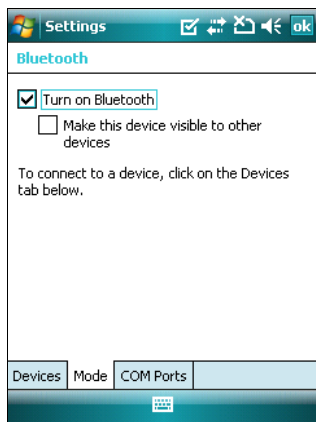 Settings
ok
Bluetooth
Turn on Bluetooth
Make this device visible to other
devices
To connect to a device, click on the Devices
tab below.
Devices Mode COM Ports